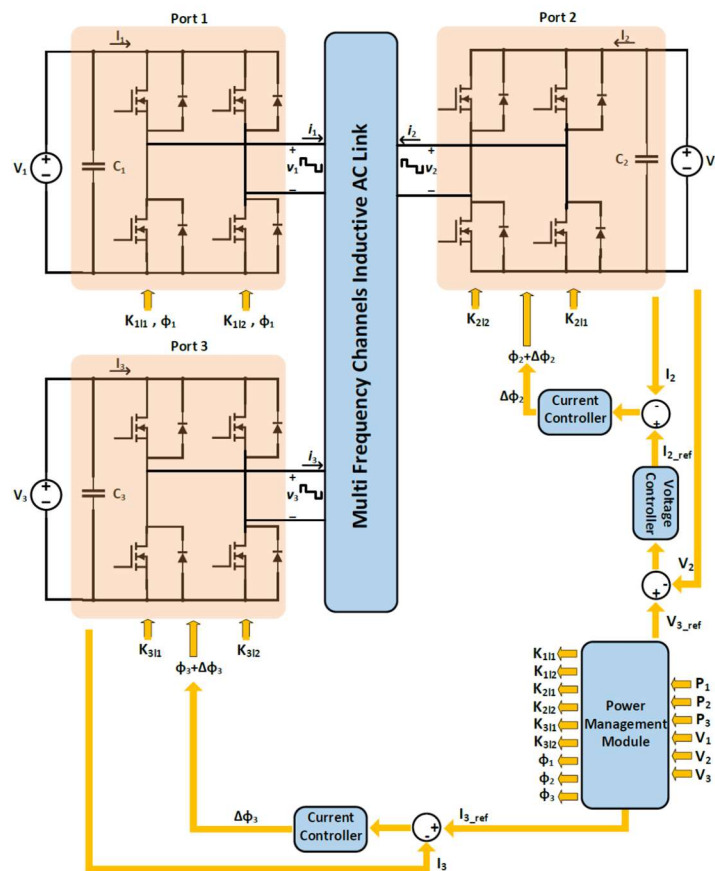 Port 1
Port 2
I₁
I₂
V₁
C₁
i₁
+
v₁
−
Multi Frequency Channels Inductive AC Link
i₂
+
v₂
−
C₂
V
K₁l₁ , ϕ₁
K₁l₂ , ϕ₁
K₂l₂
K₂l₁
Port 3
I₃
V₃
C₃
i₃
+
v₃
−
ϕ₂+Δϕ₂
Δϕ₂
Current
Controller
I₂
-
+
I₂_ref
Voltage
Controller
V₂
-
+
V₃_ref
K₃l₁
K₃l₂
ϕ₃+Δϕ₃
K₁l₁
K₁l₂
K₂l₁
K₂l₂
K₃l₁
K₃l₂
ϕ₁
ϕ₂
ϕ₃
Power
Management
Module
P₁
P₂
P₃
V₁
V₂
V₃
Δϕ₃
Current
Controller
+
-
I₃_ref
I₃